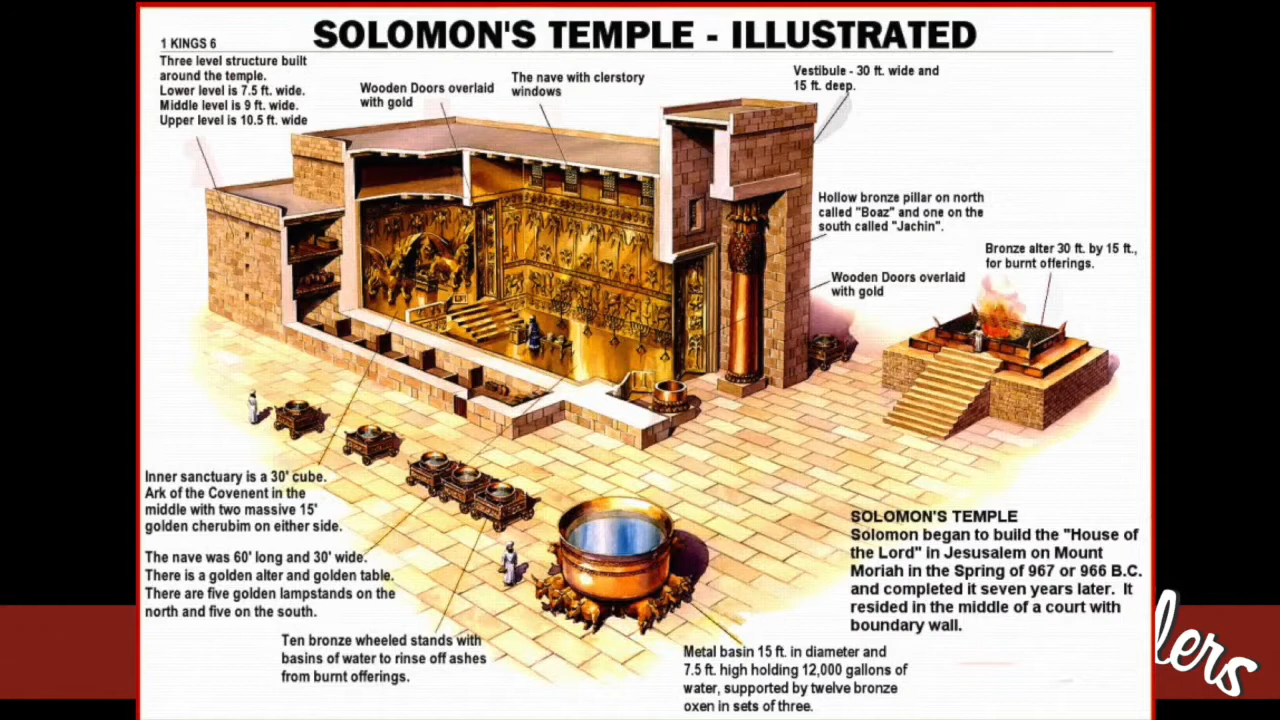 SOLOMON'S TEMPLE - ILLUSTRATED
1 KINGS 6
Three level structure built
around the temple.
Lower level is 7.5 ft. wide.
Middle level is 9 ft. wide.
Upper level is 10.5 ft. wide
Wooden Doors overlaid
with gold
The nave with clerstory
windows
Vestibule - 30 ft. wide and
15 ft. deep.
Hollow bronze pillar on north
called "Boaz" and one on the
south called "Jachin".
Bronze alter 30 ft. by 15 ft.,
for burnt offerings.
Wooden Doors overlaid
with gold
Inner sanctuary is a 30' cube.
Ark of the Covenent in the
middle with two massive 15'
golden cherubim on either side.
The nave was 60' long and 30' wide.
There is a golden alter and golden table.
There are five golden lampstands on the
north and five on the south.
Ten bronze wheeled stands with
basins of water to rinse off ashes
from burnt offerings.
Metal basin 15 ft. in diameter and
7.5 ft. high holding 12,000 gallons of
water, supported by twelve bronze
oxen in sets of three.
SOLOMON'S TEMPLE
Solomon began to build the "House of
the Lord" in Jerusalem on Mount
Moriah in the Spring of 967 or 966 B.C.
and completed it seven years later. It
resided in the middle of a court with
boundary wall.